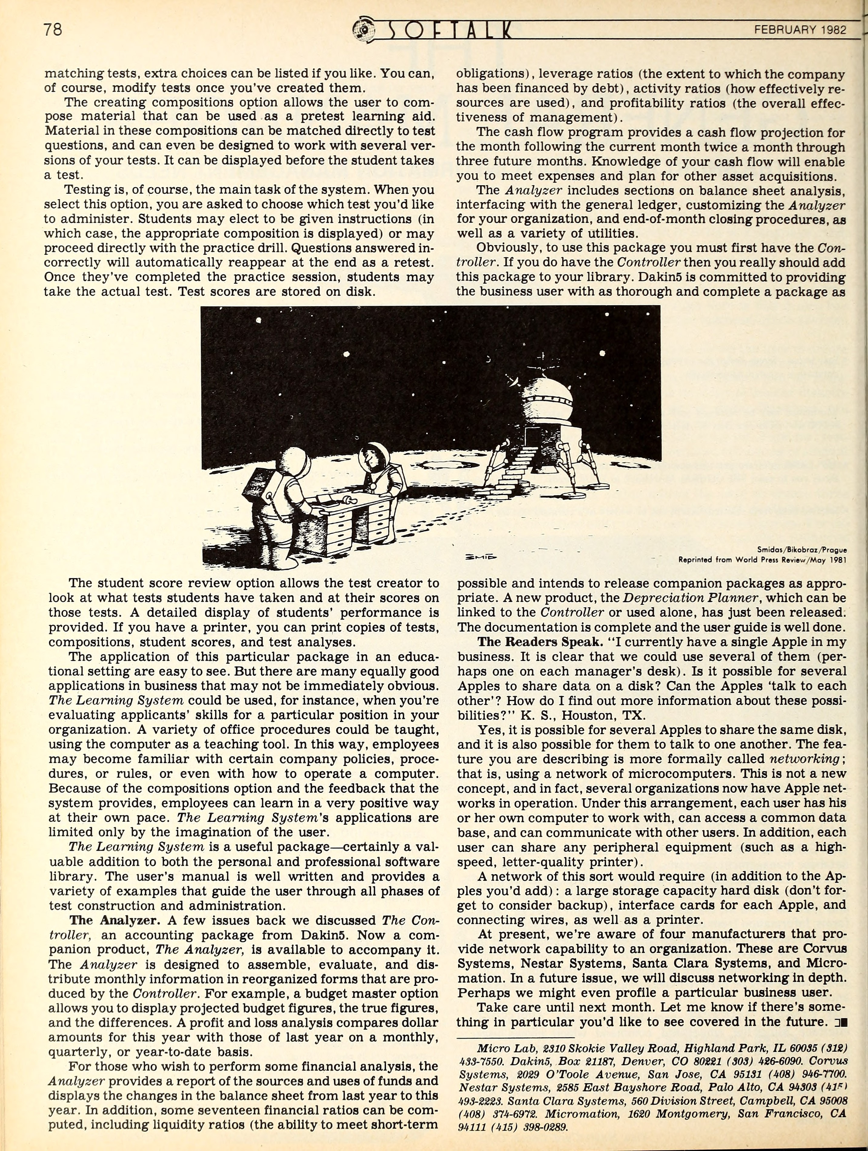 78
SOFTALK
FEBRUARY 1982
matching tests, extra choices can be listed if you like. You can,
of course, modify tests once you've created them.
The creating compositions option allows the user to com-
pose material that can be used as a pretest learning aid.
Material in these compositions can be matched directly to test
questions, and can even be designed to work with several ver-
sions of your tests. It can be displayed before the student takes
a test.
Testing is, of course, the main task of the system. When you
select this option, you are asked to choose which test you'd like
to administer. Students may elect to be given instructions (in
which case, the appropriate composition is displayed) or may
proceed directly with the practice drill. Questions answered in-
correctly will automatically reappear at the end as a retest.
Once they've completed the practice session, students may
take the actual test. Test scores are stored on disk.
The student score review option allows the test creator to
look at what tests students have taken and at their scores on
those tests. A detailed display of students' performance is
provided. If you have a printer, you can print copies of tests,
compositions, student scores, and test analyses.
The application of this particular package in an educa-
tional setting are easy to see. But there are many equally good
applications in business that may not be immediately obvious.
The Learning System could be used, for instance, when you're
evaluating applicants' skills for a particular position in your
organization. A variety of office procedures could be taught,
using the computer as a teaching tool. In this way, employees
may become familiar with certain company policies, proce-
dures, or rules, or even with how to operate a computer.
Because of the compositions option and the feedback that the
system provides, employees can learn in a very positive way
at their own pace. The Learning System's applications are
limited only by the imagination of the user.
The Learning System is a useful package—certainly a val-
uable addition to both the personal and professional software
library. The user's manual is well written and provides a
variety of examples that guide the user through all phases of
test construction and administration.
The Analyzer. A few issues back we discussed The Con-
troller, an accounting package from Dakin5. Now a com-
panion product, The Analyzer, is available to accompany it.
The Analyzer is designed to assemble, evaluate, and dis-
tribute monthly information in reorganized forms that are pro-
duced by the Controller. For example, a budget master option
allows you to display projected budget figures, the true figures,
and the differences. A profit and loss analysis compares dollar
amounts for this year with those of last year on a monthly,
quarterly, or year-to-date basis.
For those who wish to perform some financial analysis, the
Analyzer provides a report of the sources and uses of funds and
displays the changes in the balance sheet from last year to this
year. In addition, some seventeen financial ratios can be com-
puted, including liquidity ratios (the ability to meet short-term
obligations), leverage ratios (the extent to which the company
has been financed by debt), activity ratios (how effectively re-
sources are used), and profitability ratios (the overall effec-
tiveness of management).
The cash flow program provides a cash flow projection for
the month following the current month twice a month through
three future months. Knowledge of your cash flow will enable
you to meet expenses and plan for other asset acquisitions.
The Analyzer includes sections on balance sheet analysis,
interfacing with the general ledger, customizing the Analyzer
for your organization, and end-of-month closing procedures, as
well as a variety of utilities.
Obviously, to use this package you must first have the Con-
troller. If you do have the Controller then you really should add
this package to your library. Dakin5 is committed to providing
the business user with as thorough and complete a package as
SMID
Smidas/Bikobraz/Prague
Reprinted from World Press Review/May 1981
possible and intends to release companion packages as appro-
priate. A new product, the Depreciation Planner, which can be
linked to the Controller or used alone, has just been released.
The documentation is complete and the user guide is well done.
The Readers Speak. "I currently have a single Apple in my
business. It is clear that we could use several of them (per-
haps one on each manager's desk). Is it possible for several
Apples to share data on a disk? Can the Apples 'talk to each
other'? How do I find out more information about these possi-
bilities?" K. S., Houston, TX.
Yes, it is possible for several Apples to share the same disk,
and it is also possible for them to talk to one another. The fea-
ture you are describing is more formally called networking;
that is, using a network of microcomputers. This is not a new
concept, and in fact, several organizations now have Apple net-
works in operation. Under this arrangement, each user has his
or her own computer to work with, can access a common data
base, and can communicate with other users. In addition, each
user can share any peripheral equipment (such as a high-
speed, letter-quality printer).
A network of this sort would require (in addition to the Ap-
ples you'd add): a large storage capacity hard disk (don't for-
get to consider backup), interface cards for each Apple, and
connecting wires, as well as a printer.
At present, we're aware of four manufacturers that pro-
vide network capability to an organization. These are Corvus
Systems, Nestar Systems, Santa Clara Systems, and Micro-
mation. In a future issue, we will discuss networking in depth.
Perhaps we might even profile a particular business user.
Take care until next month. Let me know if there's some-
thing in particular you'd like to see covered in the future.
Micro Lab, 2310 Skokie Valley Road, Highland Park, IL 60035 (312)
433-7550. Dakin5, Box 21187, Denver, CO 80221 (303) 426-6090. Corvus
Systems, 2029 O'Toole Avenue, San Jose, CA 95131 (408) 946-7700.
Nestar Systems, 2585 East Bayshore Road, Palo Alto, CA 94303 (415)
493-2223. Santa Clara Systems, 560 Division Street, Campbell, CA 95008
(408) 374-6972. Micromation, 1620 Montgomery, San Francisco, CA
94111 (415) 398-0289.